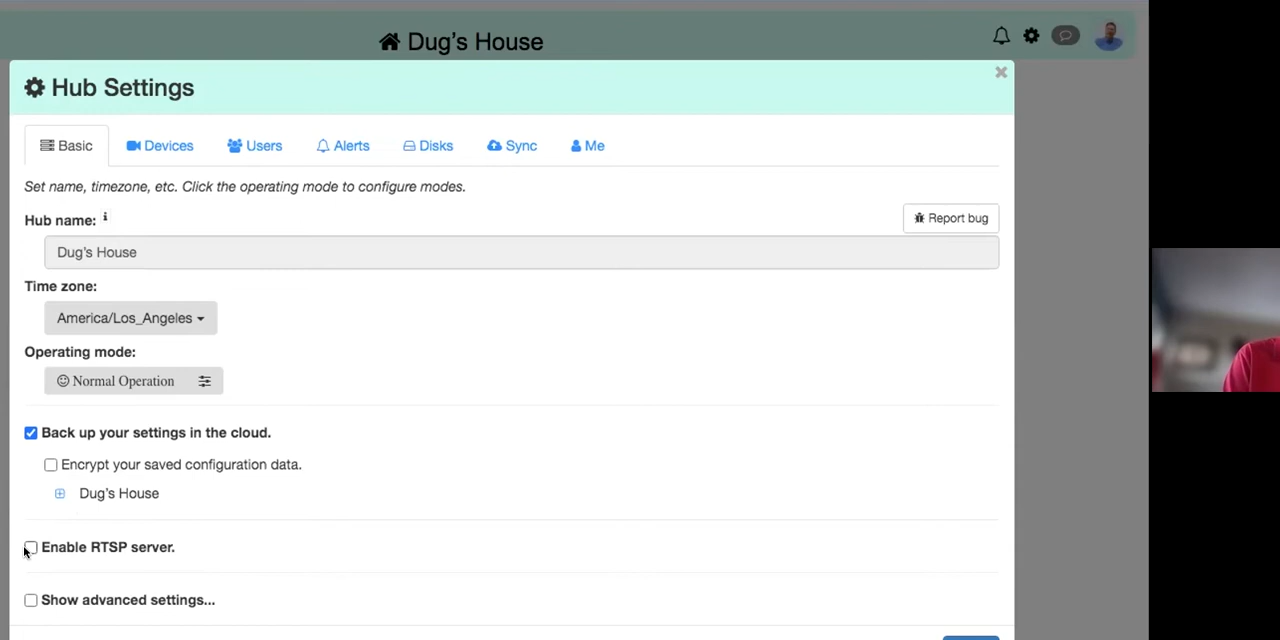 Dug's House
Hub Settings
Basic Devices Users Alerts Disks Sync Me
Set name, timezone, etc. Click the operating mode to configure modes.
Hub name:
Report bug
Dug's House
Time zone:
America/Los_Angeles
Operating mode:
Normal Operation
Back up your settings in the cloud.
Encrypt your saved configuration data.
Dug's House
Enable RTSP server.
Show advanced settings...